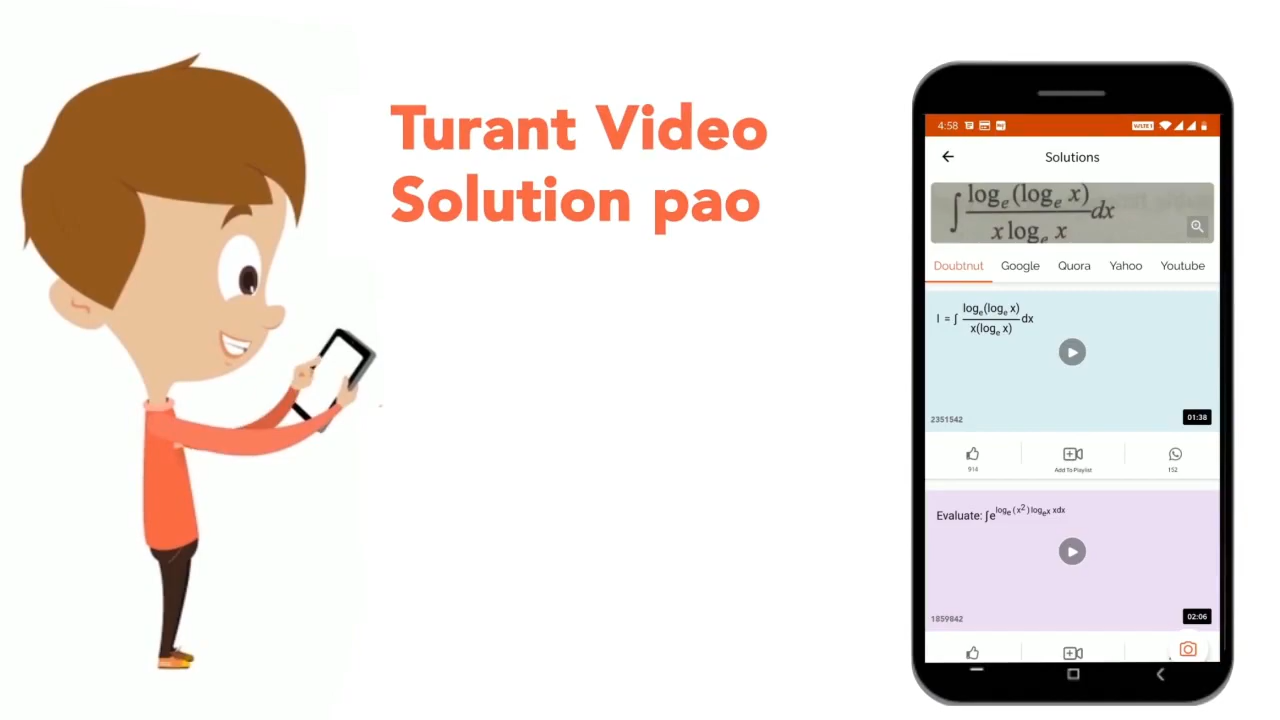 Turant Video
Solution pao
4:58
VoLTE1
Solutions
∫ logₑ(logₑ x) / x logₑ x dx
Doubtnut Google Quora Yahoo Youtube
I = ∫ logₑ(logₑ x) / x(logₑ x) dx
2351542 01:38
914 Add To Playlist 152
Evaluate: ∫e^logₑ(x²)logₑx xdx
1859842 02:06